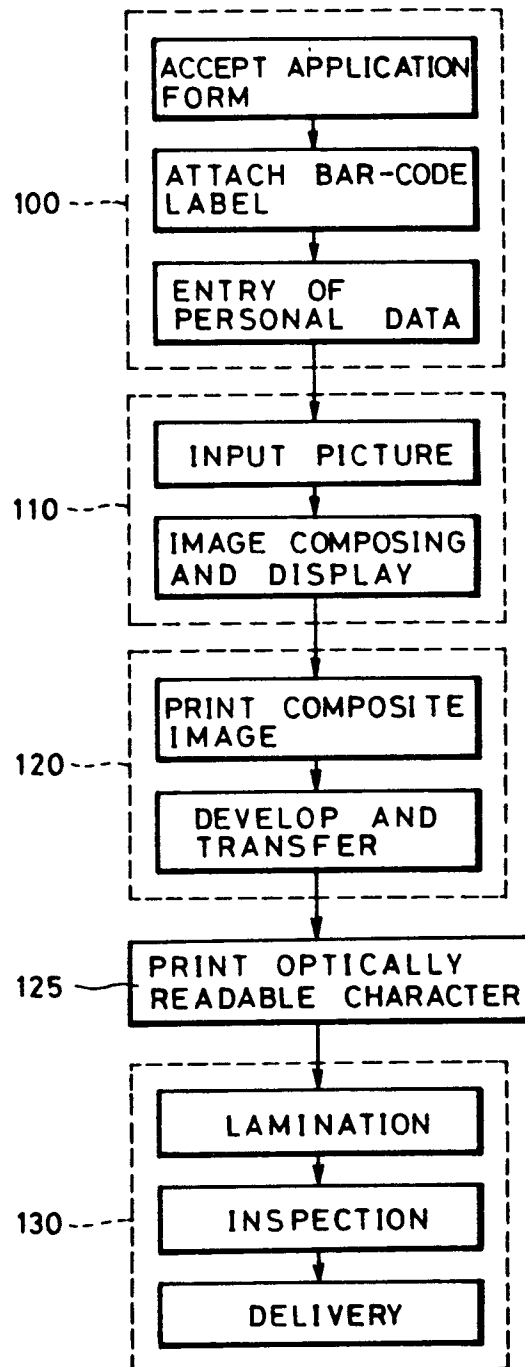 ACCEPT APPLICATION
FORM
100
ATTACH BAR-CODE
LABEL
ENTRY OF
PERSONAL DATA
INPUT PICTURE
110
IMAGE COMPOSING
AND DISPLAY
PRINT COMPOSITE
IMAGE
120
DEVELOP AND
TRANSFER
125
PRINT OPTICALLY
READABLE CHARACTER
LAMINATION
130
INSPECTION
DELIVERY